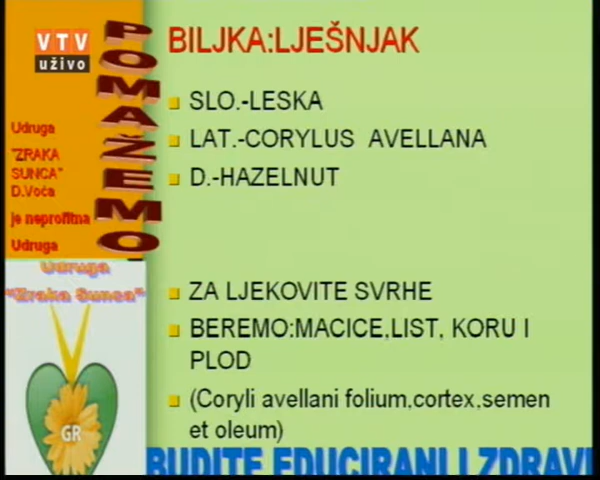 VTV
uživo
POMAŽEMO
Udruga
"ZRAKA
SUNCA"
D.Voća
je neprofitna
Udruga
Udruga
"Zraka Sunca"
GR
BILJKA:LJEŠNJAK
SLO.-LESKA
LAT.-CORYLUS AVELLANA
D.-HAZELNUT
ZA LJEKOVITE SVRHE
BEREMO:MACICE,LIST, KORU I
PLOD
(Coryli avellani folium,cortex,semen
et oleum)
BUDITE EDUCIRANI I ZDRAVI